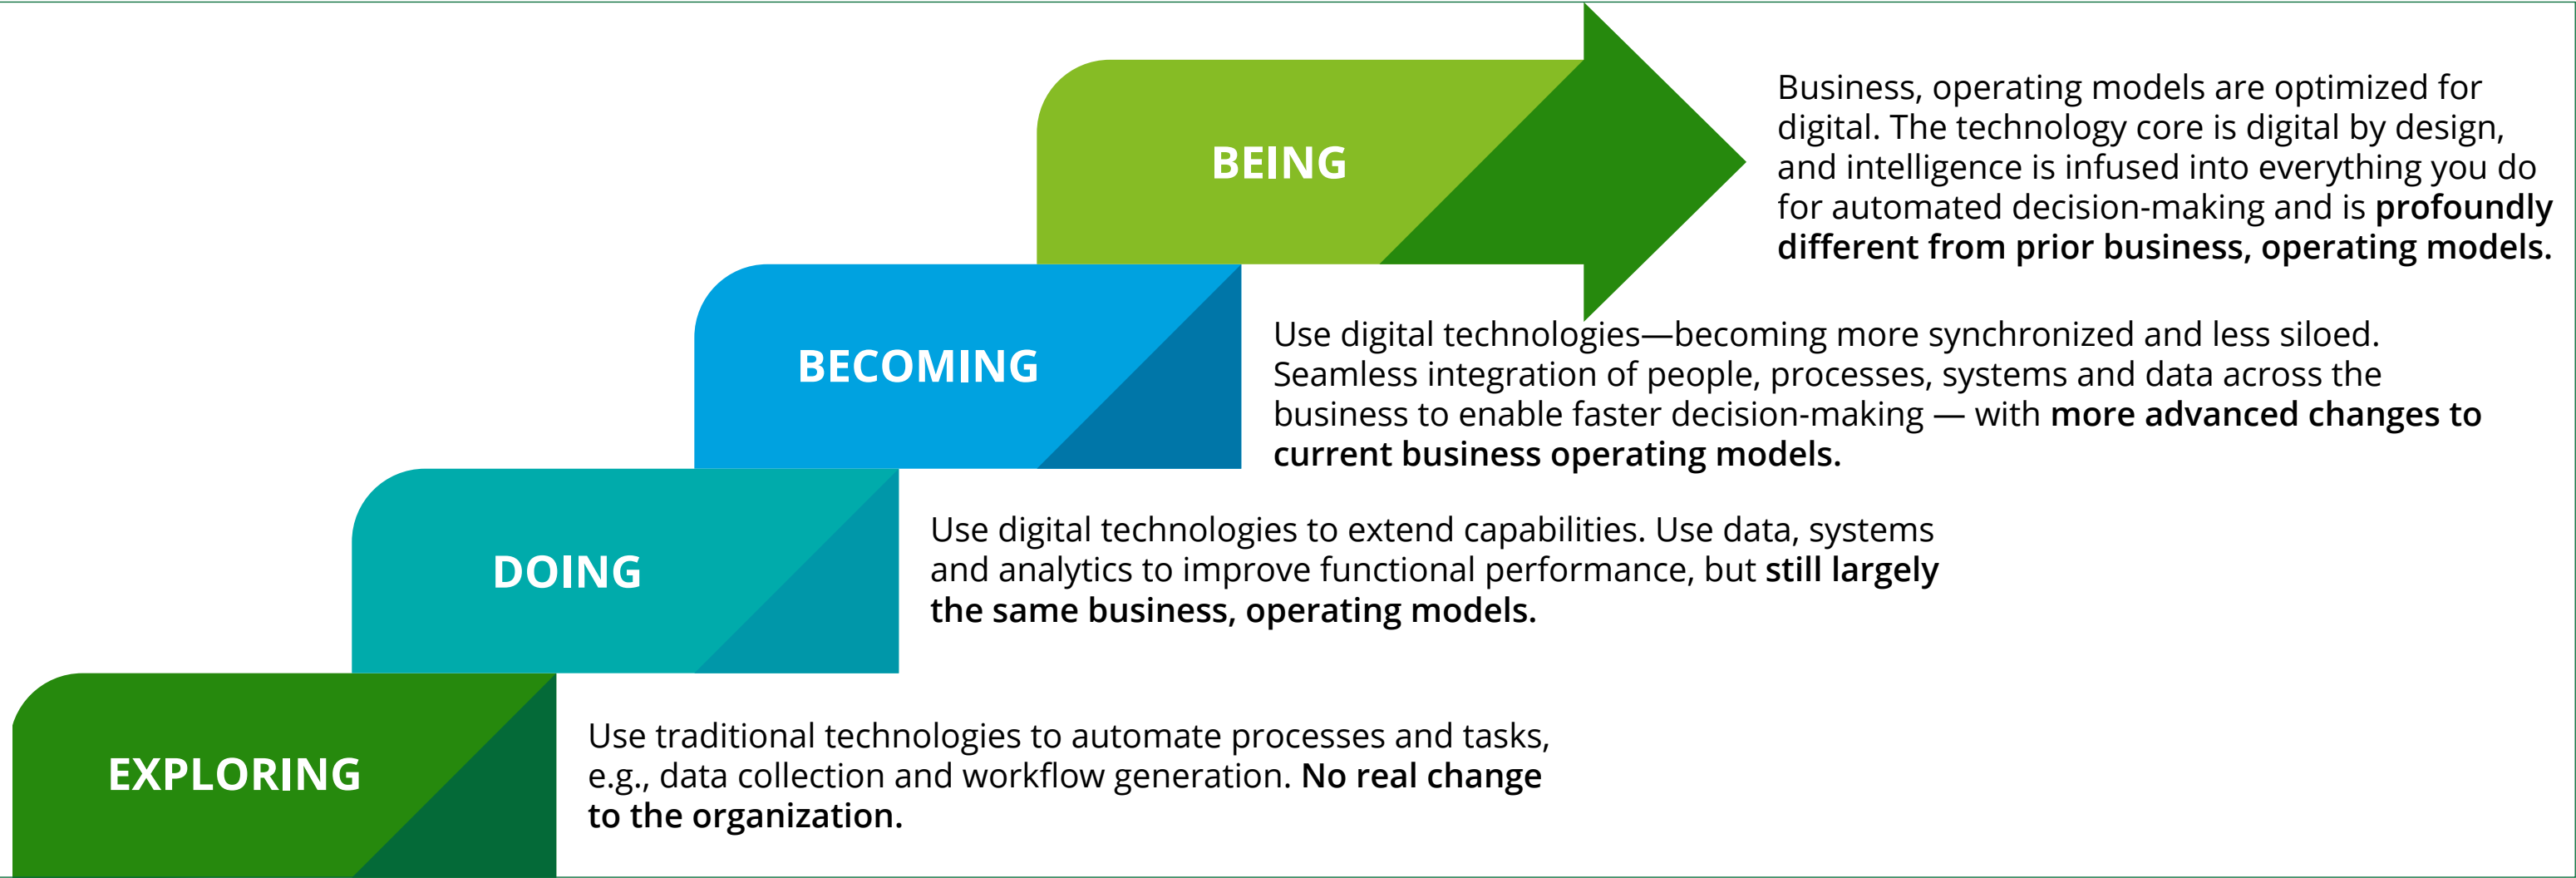 BEING
Business, operating models are optimized for
digital. The technology core is digital by design,
and intelligence is infused into everything you do
for automated decision-making and is profoundly
different from prior business, operating models.
BECOMING
Use digital technologies—becoming more synchronized and less siloed.
Seamless integration of people, processes, systems and data across the
business to enable faster decision-making — with more advanced changes to
current business operating models.
DOING
Use digital technologies to extend capabilities. Use data, systems
and analytics to improve functional performance, but still largely
the same business, operating models.
EXPLORING
Use traditional technologies to automate processes and tasks,
e.g., data collection and workflow generation. No real change
to the organization.